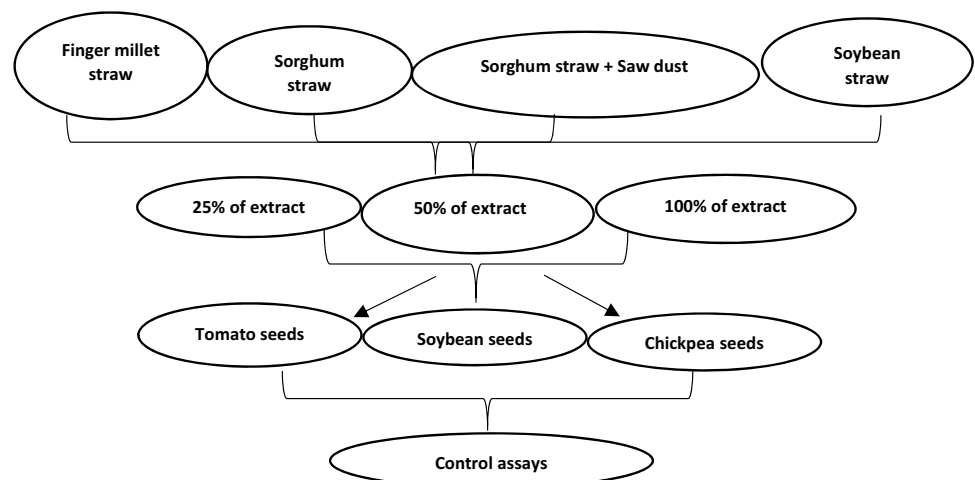 Finger millet
straw
Sorghum
straw
Sorghum straw + Saw dust
Soybean
straw
25% of extract
50% of extract
100% of extract
Tomato seeds
Soybean seeds
Chickpea seeds
Control assays